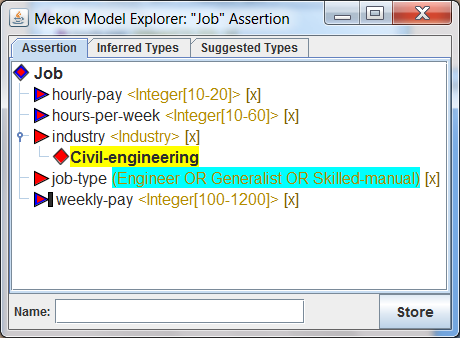 Mekon Model Explorer: "Job" Assertion
Assertion Inferred Types Suggested Types
Job
hourly-pay <Integer[10-20]> [x]
hours-per-week <Integer[10-60]> [x]
industry <Industry> [x]
Civil-engineering
job-type (Engineer OR Generalist OR Skilled-manual) [x]
weekly-pay <Integer[100-1200]> [x]
Name: Store